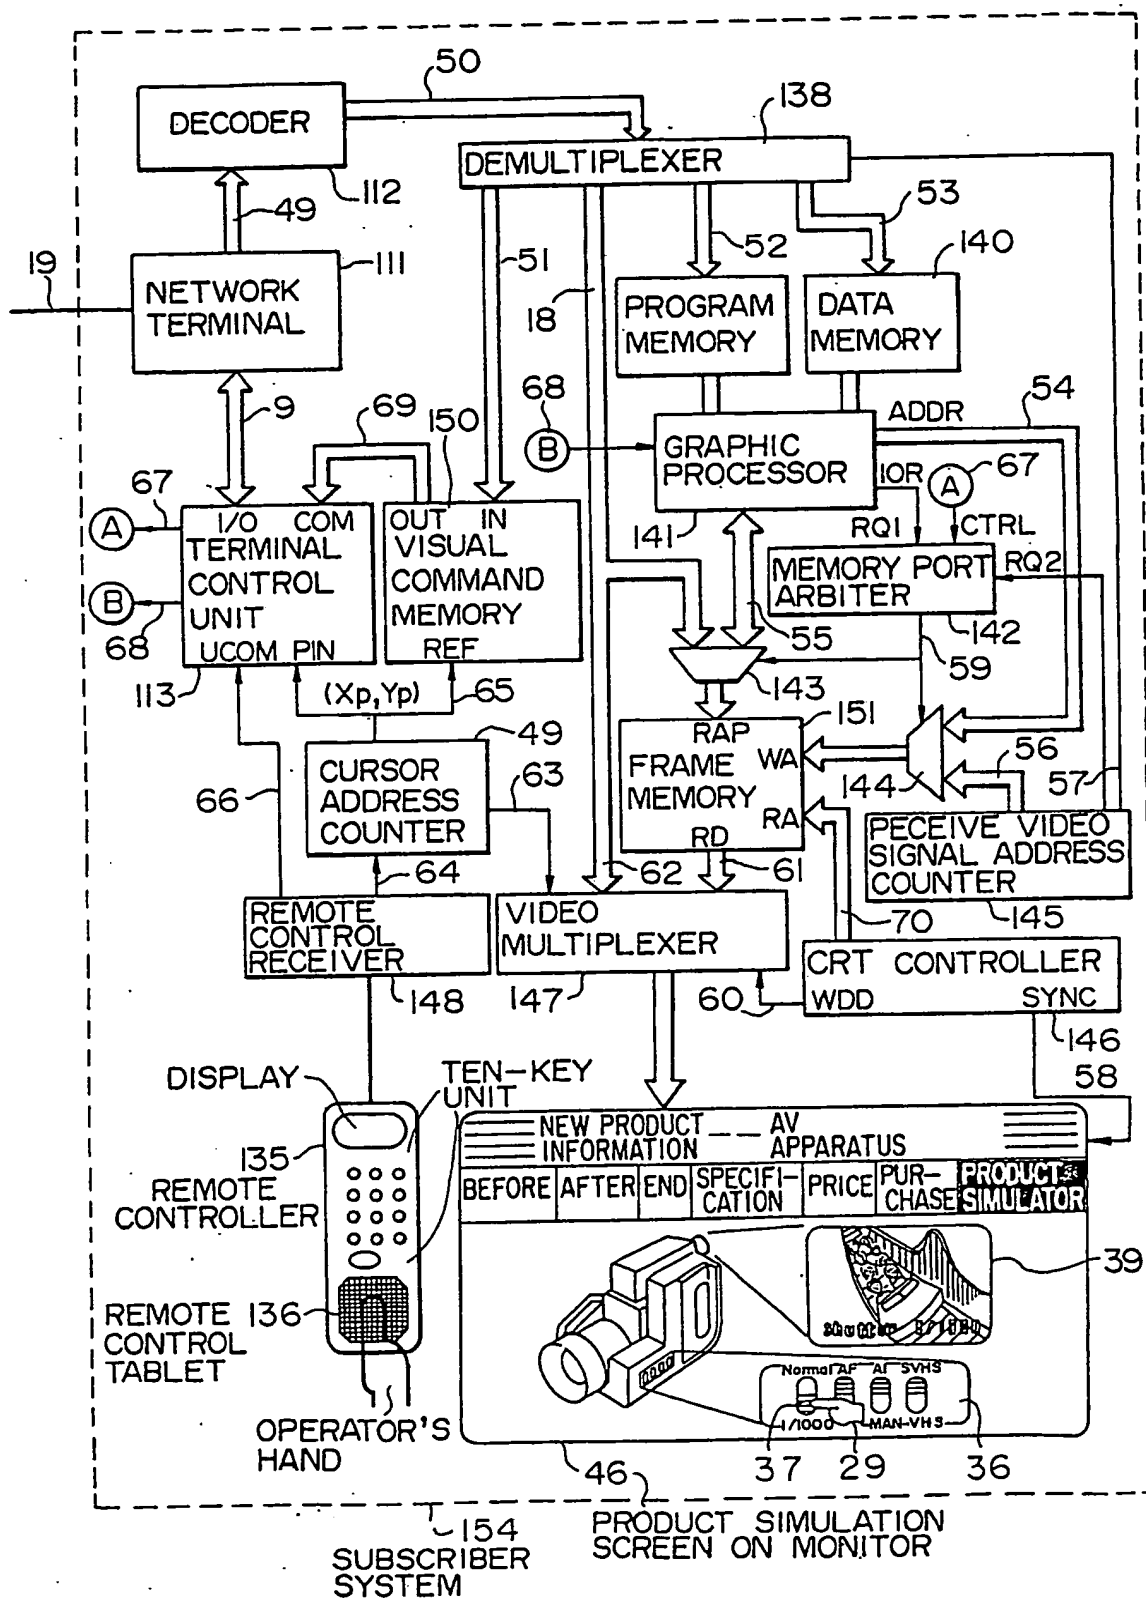 50
138
DECODER
DEMULTIPLEXER
112
49
53
52
140
51
111
19
NETWORK
TERMINAL
18
PROGRAM
MEMORY
DATA
MEMORY
9
69
150
68
B
ADDR
54
GRAPHIC
PROCESSOR
IOR
67
A
67
A
I/O COM
TERMINAL
CONTROL
UNIT
UCOM PIN
OUT IN
VISUAL
COMMAND
MEMORY
REF
141
RQ1
CTRL
MEMORY PORT
ARBITER
RQ2
B
68
55
59
142
113
(Xp,Yp)
65
143
49
151
RAP
FRAME
MEMORY
WA
RA
RD
144
56
57
CURSOR
ADDRESS
COUNTER
63
66
64
62
61
PECEIVE VIDEO
SIGNAL ADDRESS
COUNTER
145
REMOTE
CONTROL
RECEIVER
VIDEO
MULTIPLEXER
70
CRT CONTROLLER
WDD
SYNC
148
147
60
146
58
DISPLAY
TEN-KEY
UNIT
135
REMOTE
CONTROLLER
NEW PRODUCT
INFORMATION -- AV
APPARATUS
BEFORE
AFTER
END
SPECIFI-
CATION
PRICE
PUR-
CHASE
PRODUCT
SIMULATOR
39
Shutter
REMOTE
CONTROL
TABLET
136
Normal AF AI SVHS
1/1000 MAN-VHS
OPERATOR'S
HAND
37
29
36
46
154
SUBSCRIBER
SYSTEM
PRODUCT SIMULATION
SCREEN ON MONITOR